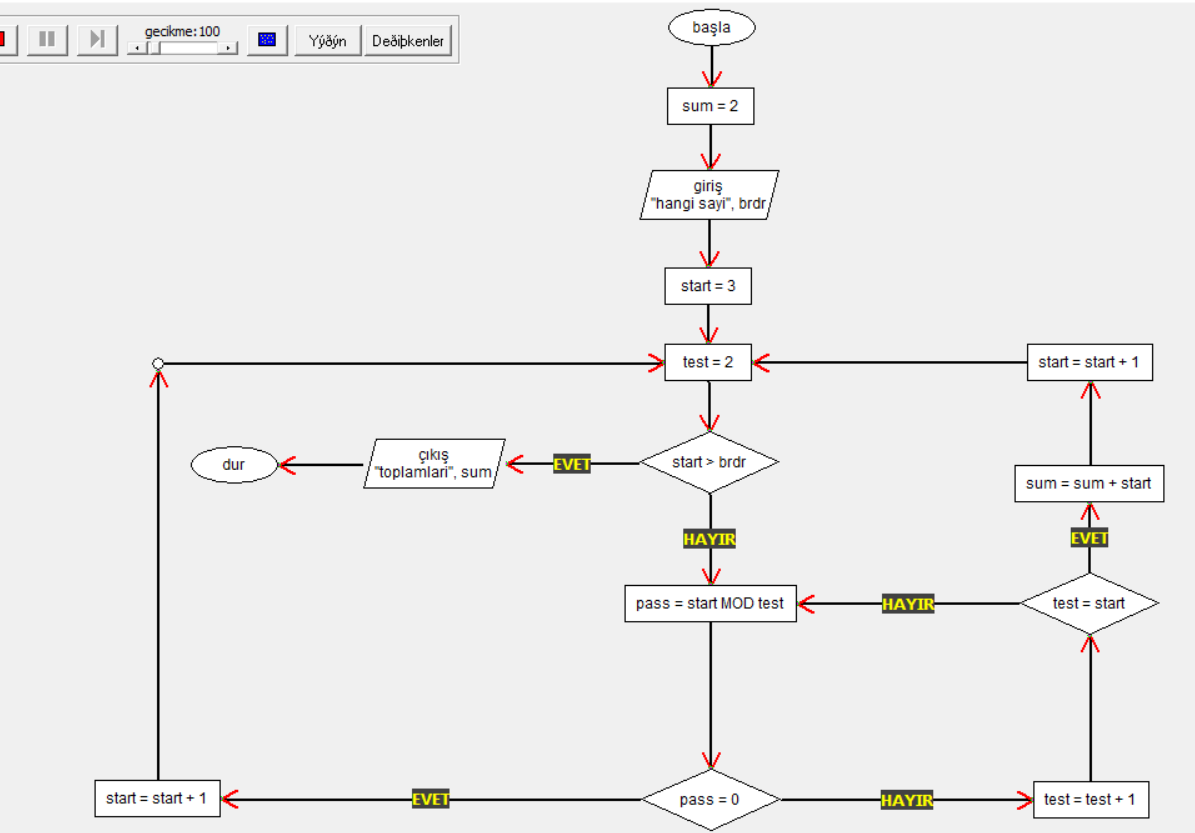 gecikme:100
Yýðýn
Deðiþkenler
başla
sum = 2
giriş
"hangi sayi", brdr
start = 3
test = 2
start = start + 1
start > brdr
EVET
çıkış
"toplamlari", sum
dur
sum = sum + start
HAYIR
EVET
pass = start MOD test
HAYIR
test = start
start = start + 1
EVET
pass = 0
HAYIR
test = test + 1